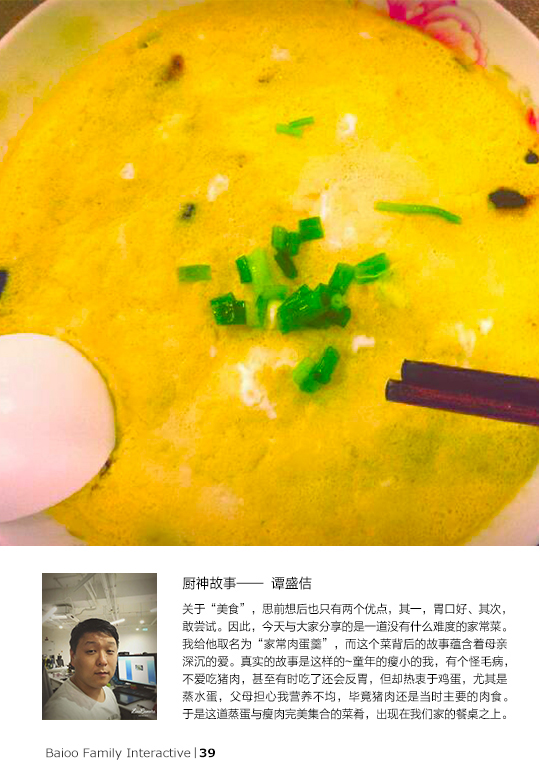 厨神故事—— 谭盛佶
关于“美食”，思前想后也只有两个优点，其一，胃口好、其次，
敢尝试。因此，今天与大家分享的是一道没有什么难度的家常菜。
我给他取名为“家常肉蛋羹”，而这个菜背后的故事蕴含着母亲
深沉的爱。真实的故事是这样的~童年的瘦小的我，有个怪毛病，
不爱吃猪肉，甚至有时吃了还会反胃，但却热衷于鸡蛋，尤其是
蒸水蛋，父母担心我营养不均，毕竟猪肉还是当时主要的肉食。
于是这道蒸蛋与瘦肉完美集合的菜肴，出现在我们家的餐桌之上。
Baioo Family Interactive|39